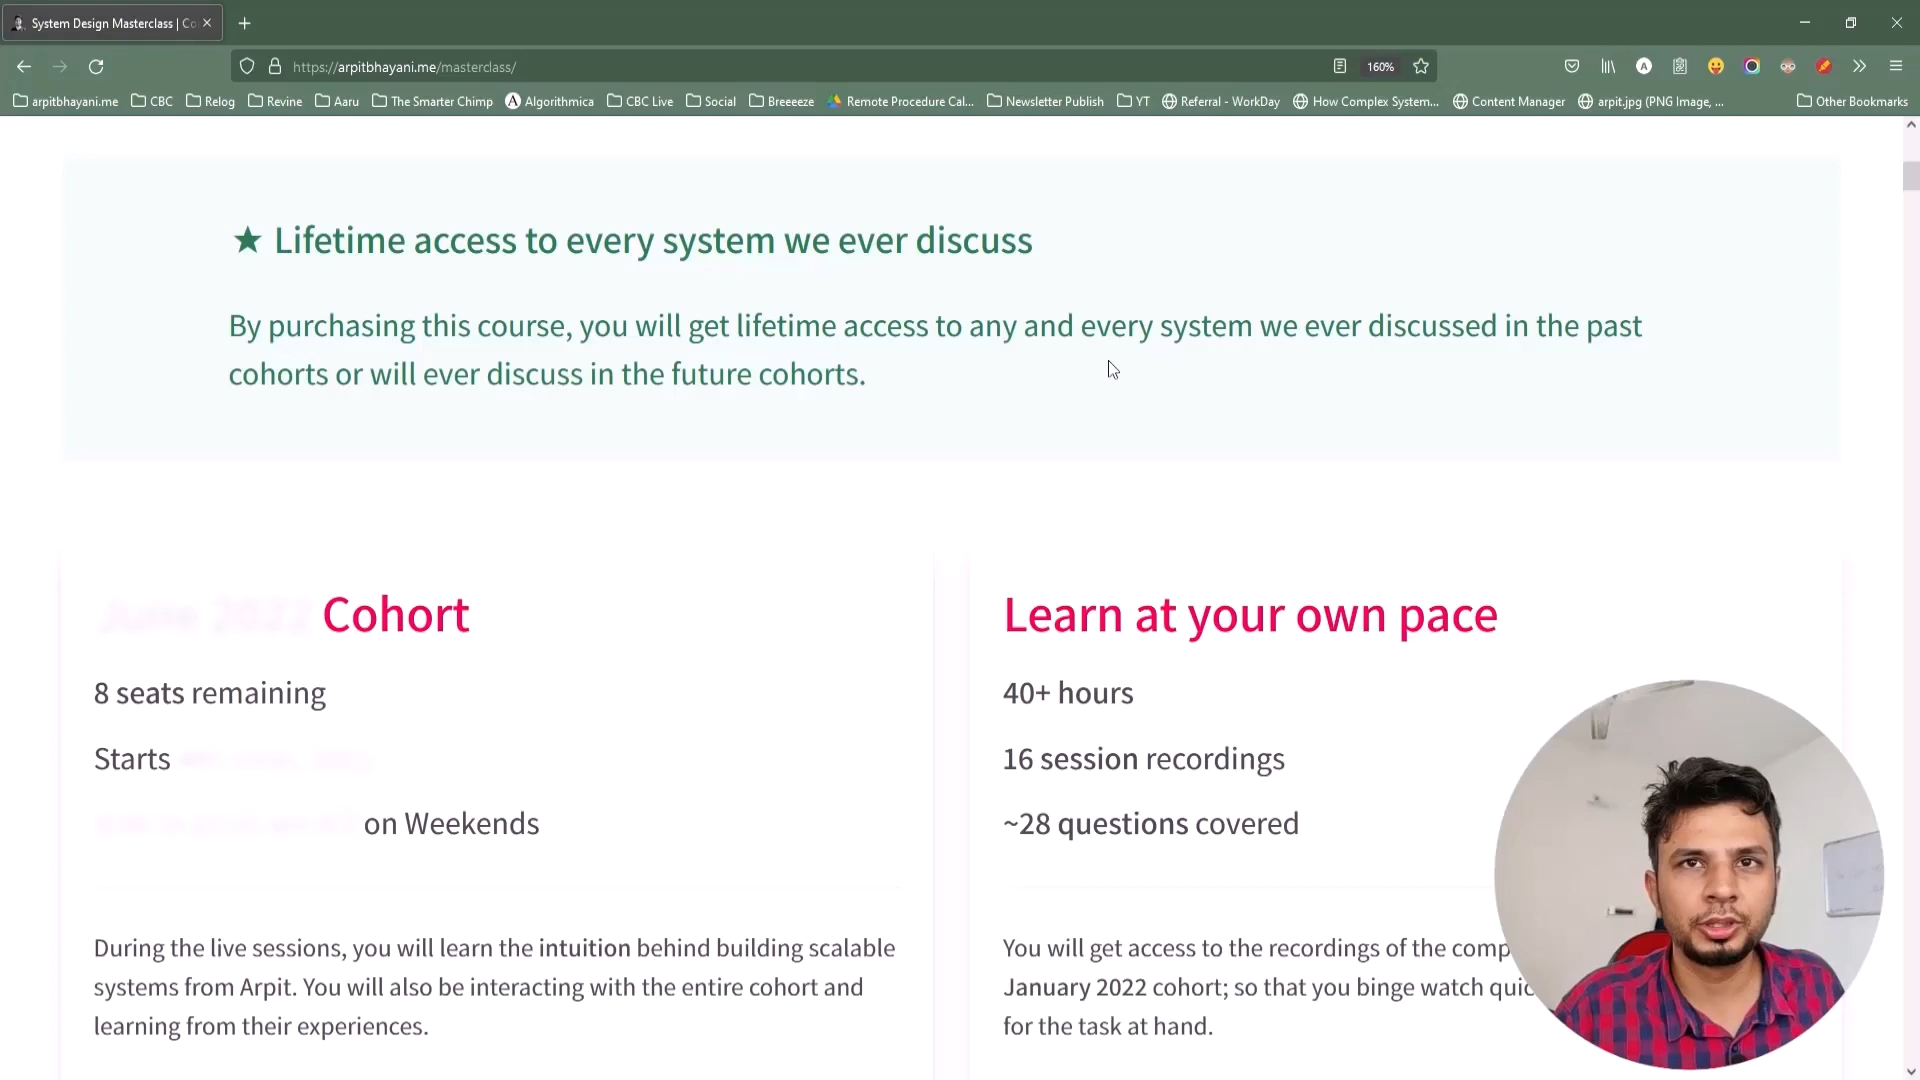 System Design Masterclass | Co
https://arpitbhayani.me/masterclass/
160%
arpitbhayani.me CBC Relog Revine Aaru The Smarter Chimp Algorithmica CBC Live Social Breeeeze Remote Procedure Cal... Newsletter Publish YT Referral - WorkDay How Complex System... Content Manager arpit.jpg (PNG Image, ... Other Bookmarks
★ Lifetime access to every system we ever discuss
By purchasing this course, you will get lifetime access to any and every system we ever discussed in the past
cohorts or will ever discuss in the future cohorts.
Cohort
8 seats remaining
Starts
on Weekends
During the live sessions, you will learn the intuition behind building scalable
systems from Arpit. You will also be interacting with the entire cohort and
learning from their experiences.
Learn at your own pace
40+ hours
16 session recordings
~28 questions covered
You will get access to the recordings of the comp
January 2022 cohort; so that you binge watch quic
for the task at hand.